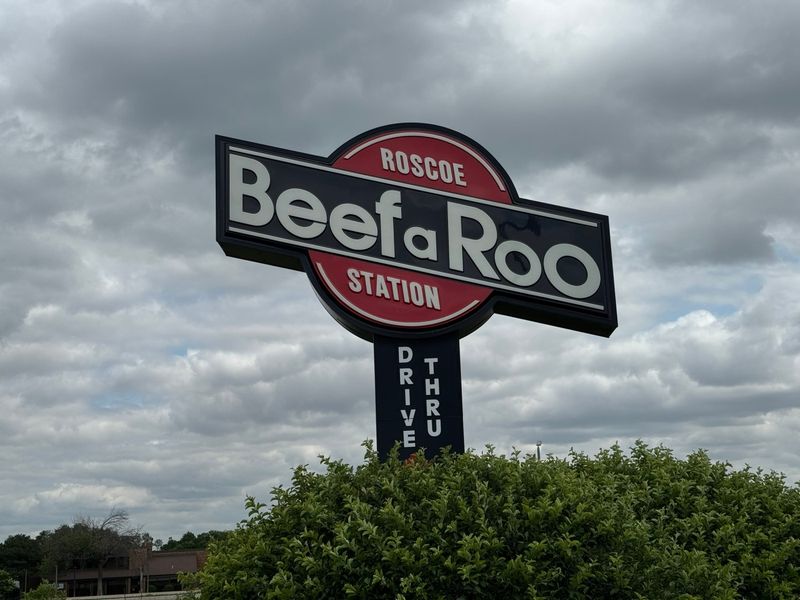 ROSCOE
Beef a Roo
STATION
DRIVE
THRU